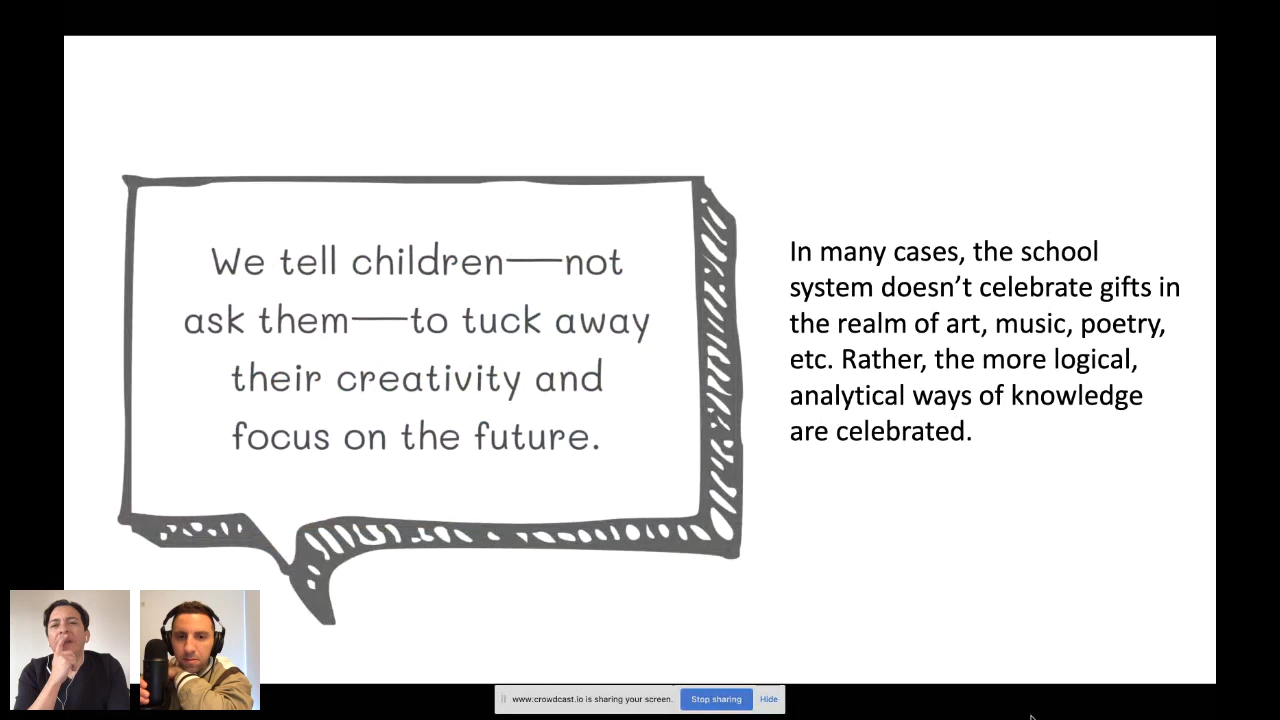 We tell children—not
ask them—to tuck away
their creativity and
focus on the future.
In many cases, the school
system doesn’t celebrate gifts in
the realm of art, music, poetry,
etc. Rather, the more logical,
analytical ways of knowledge
are celebrated.
www.crowdcast.io is sharing your screen.
Stop sharing
Hide